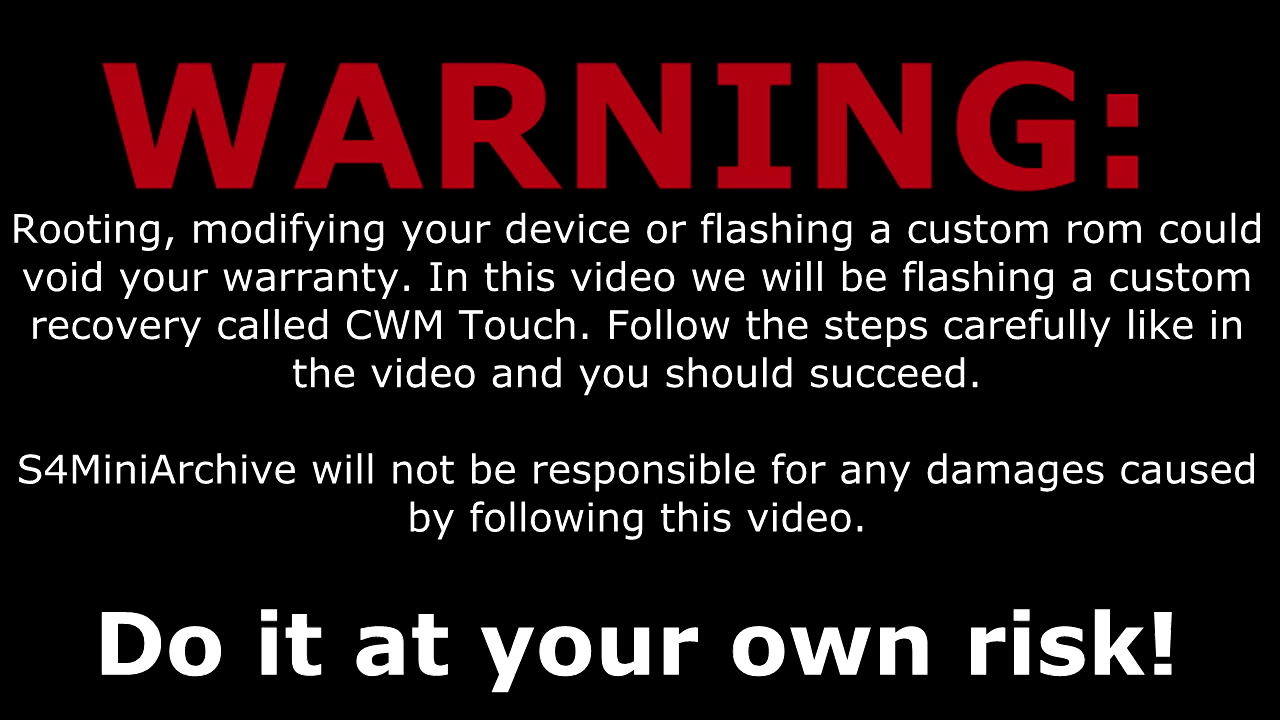 WARNING:
Rooting, modifying your device or flashing a custom rom could
void your warranty. In this video we will be flashing a custom
recovery called CWM Touch. Follow the steps carefully like in
the video and you should succeed.
S4MiniArchive will not be responsible for any damages caused
by following this video.
Do it at your own risk!